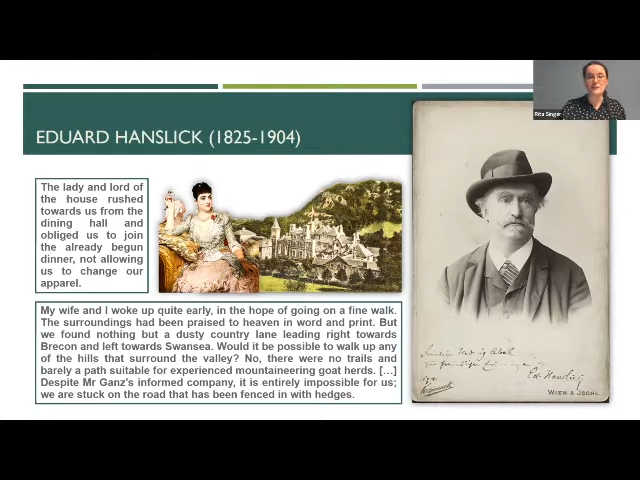 Rita Singer
EDUARD HANSLICK (1825-1904)
The lady and lord of
the house rushed
towards us from the
dining hall and
obliged us to join
the already begun
dinner, not allowing
us to change our
apparel.
My wife and I woke up quite early, in the hope of going on a fine walk.
The surroundings had been praised to heaven in word and print. But
we found nothing but a dusty country lane leading right towards
Brecon and left towards Swansea. Would it be possible to walk up any
of the hills that surround the valley? No, there were no trails and
barely a path suitable for experienced mountaineering goat herds. […]
Despite Mr Ganz's informed company, it is entirely impossible for us;
we are stuck on the road that has been fenced in with hedges.
Ed. Hanslick
WIEN & JSCHL